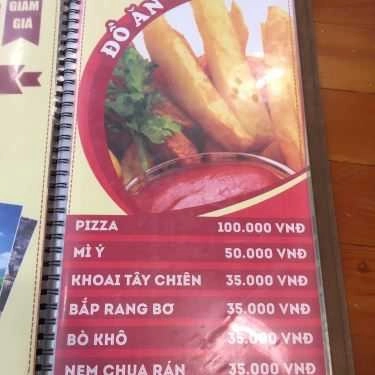 GIẢM
GIÁ
ĐỒ ĂN
PIZZA 100.000 VNĐ
MÌ Ý 50.000 VNĐ
KHOAI TÂY CHIÊN 35.000 VNĐ
BẮP RANG BƠ 35.000 VNĐ
BÒ KHÔ 35.000 VNĐ
NEM CHUA RÁN 35.000 VNĐ